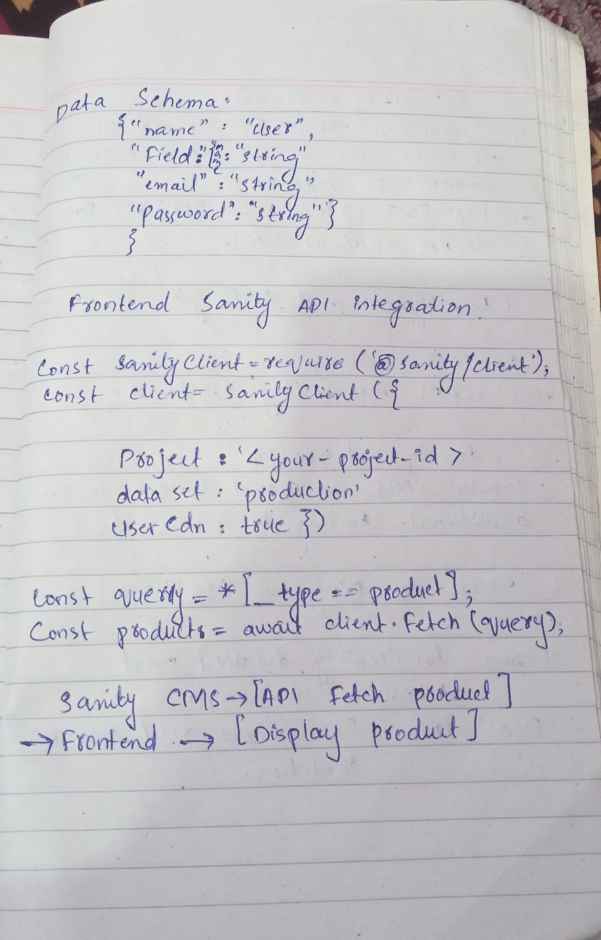 Data Schema:
{"name" : "User",
"Field": { : "string"
"email" : "string"
"password": "string"}
}
Frontend Sanity API integration:
Const SanityClient = require ('@sanity/client');
const client = SanityClient ({
Project : '<your-project-id>
data set : 'production'
User Cdn : true })
Const query = *[_type == product];
Const products = await client.fetch (query);
Sanity CMS → [API Fetch product]
→ Frontend → [Display product]